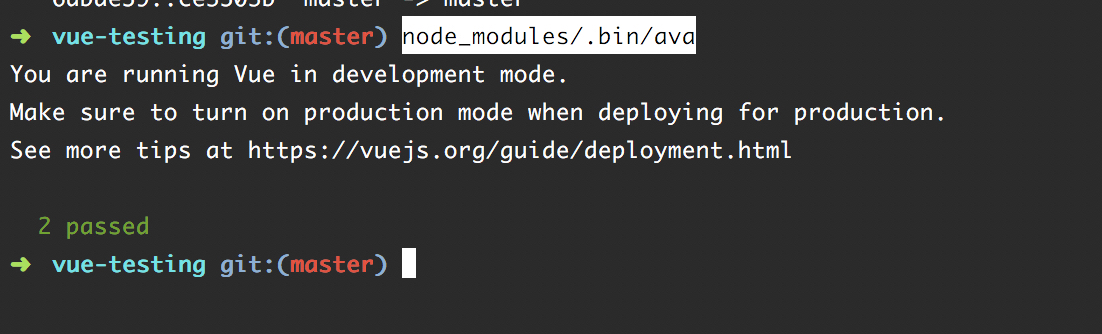 master -> master
➜ vue-testing git:(master) node_modules/.bin/ava
You are running Vue in development mode.
Make sure to turn on production mode when deploying for production.
See more tips at https://vuejs.org/guide/deployment.html
2 passed
➜ vue-testing git:(master)